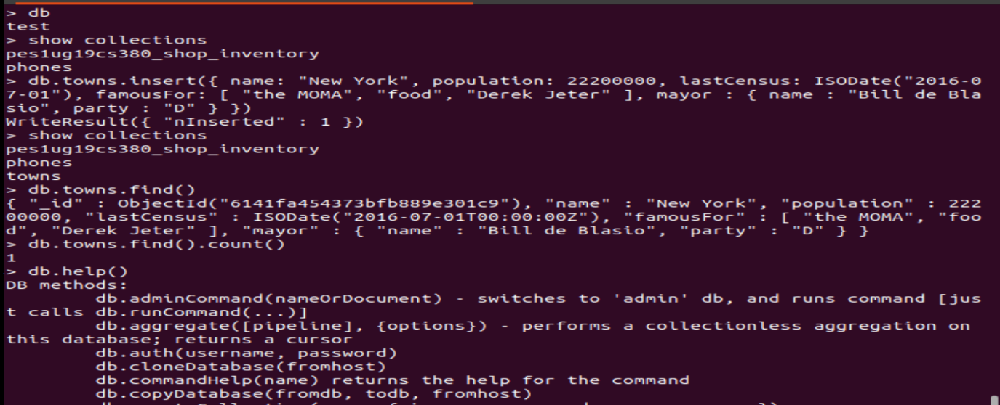 > db
test
> show collections
pes1ug19cs380_shop_inventory
phones
> db.towns.insert({ name: "New York", population: 22200000, lastCensus: ISODate("2016-0
7-01"), famousFor: [ "the MOMA", "food", "Derek Jeter" ], mayor : { name : "Bill de Bla
sio", party : "D" } })
WriteResult({ "nInserted" : 1 })
> show collections
pes1ug19cs380_shop_inventory
phones
towns
> db.towns.find()
{ "_id" : ObjectId("6141fa454373bfb889e301c9"), "name" : "New York", "population" : 222
00000, "lastCensus" : ISODate("2016-07-01T00:00:00Z"), "famousFor" : [ "the MOMA", "foo
d", "Derek Jeter" ], "mayor" : { "name" : "Bill de Blasio", "party" : "D" } }
> db.towns.find().count()
1
> db.help()
DB methods:
        db.adminCommand(nameOrDocument) - switches to 'admin' db, and runs command [jus
t calls db.runCommand(...)]
        db.aggregate([pipeline], {options}) - performs a collectionless aggregation on
this database; returns a cursor
        db.auth(username, password)
        db.cloneDatabase(fromhost)
        db.commandHelp(name) returns the help for the command
        db.copyDatabase(fromdb, todb, fromhost)